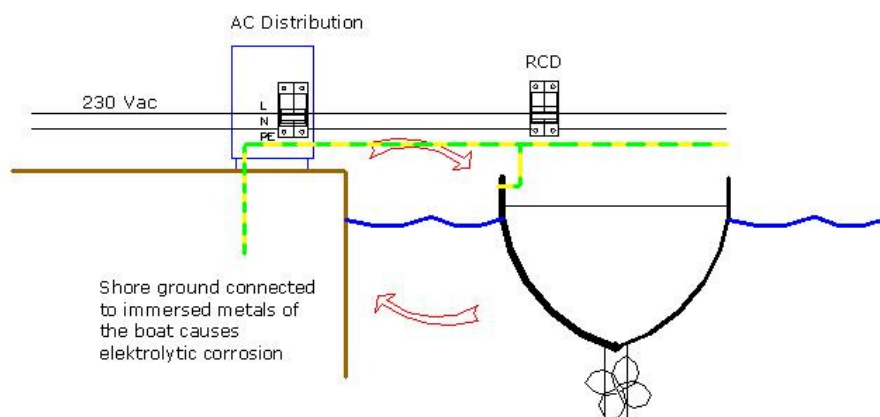 AC Distribution
RCD
230 Vac
L
N
PE
Shore ground connected
to immersed metals of
the boat causes
elektrolytic corrosion